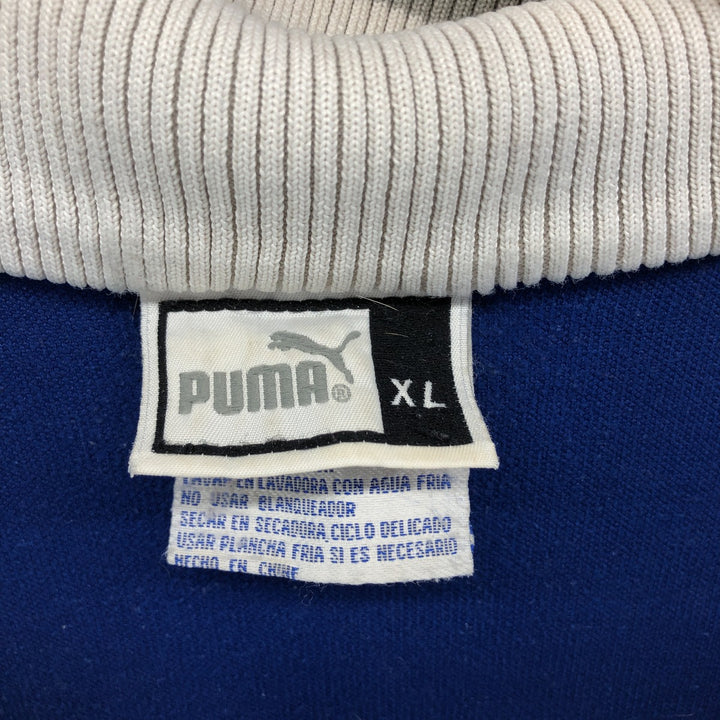 PUMA®
XL
LAVAR EN LAVADORA CON AGUA FRIA
NO USAR BLANQUEADOR
SECAR EN SECADORA, CICLO DELICADO
USAR PLANCHA FRIA SI ES NECESARIO
HECHO EN CHINE